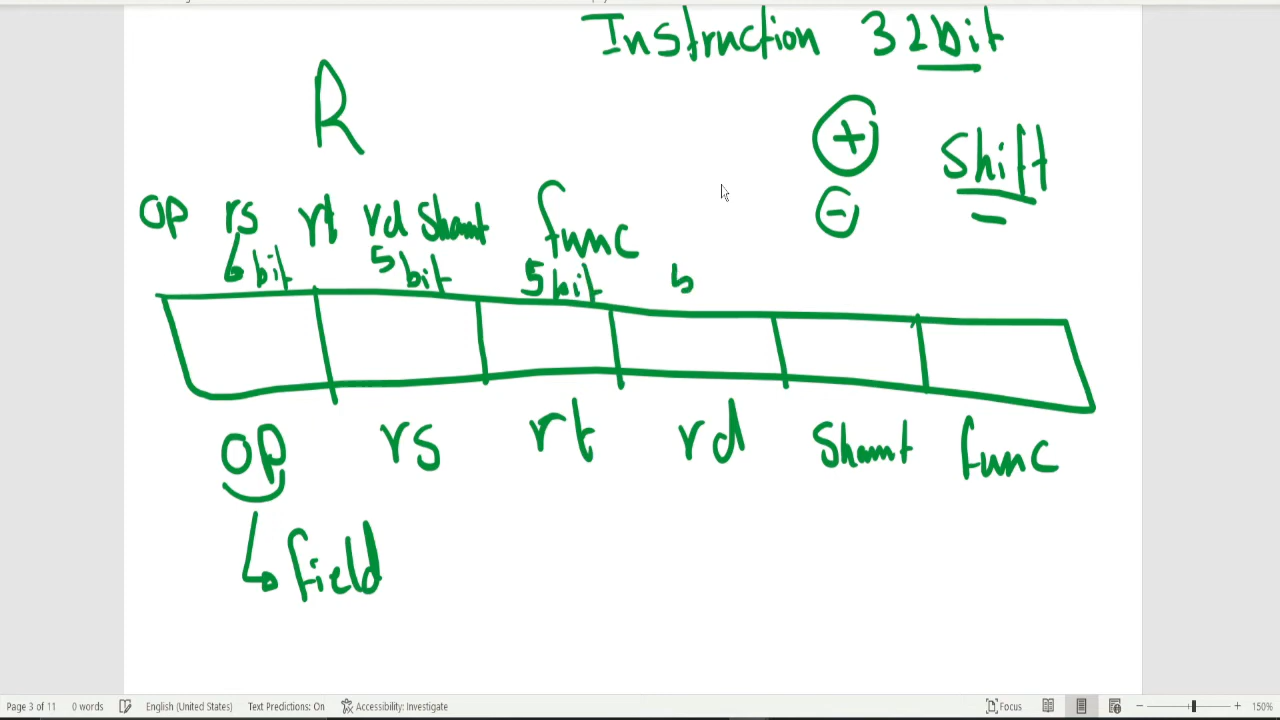 Instruction 32bit
R
+
Shift
-
op rs rt rd shamt func
6bit 5bit 5bit 5
op rs rt rd shamt func
field
Page 3 of 11 0 words English (United States) Text Predictions: On Accessibility: Investigate Focus - + 150%